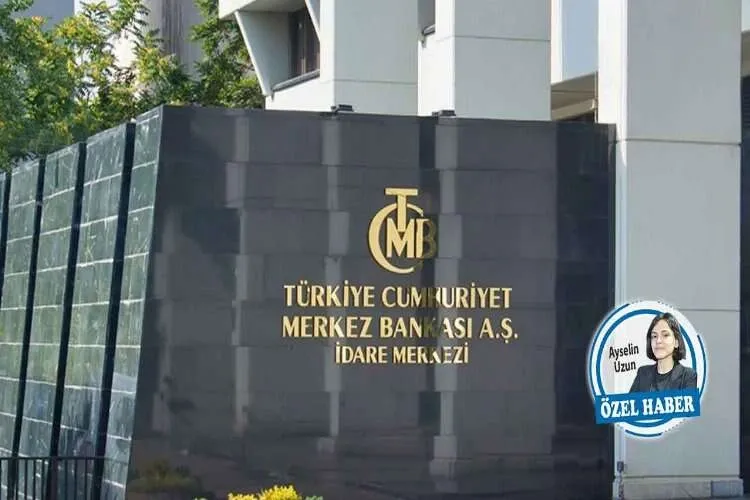 TCMB
TÜRKİYE CUMHURİYET
MERKEZ BANKASI A.Ş.
İDARE MERKEZİ
Ayselin
Uzun
ÖZEL HABER